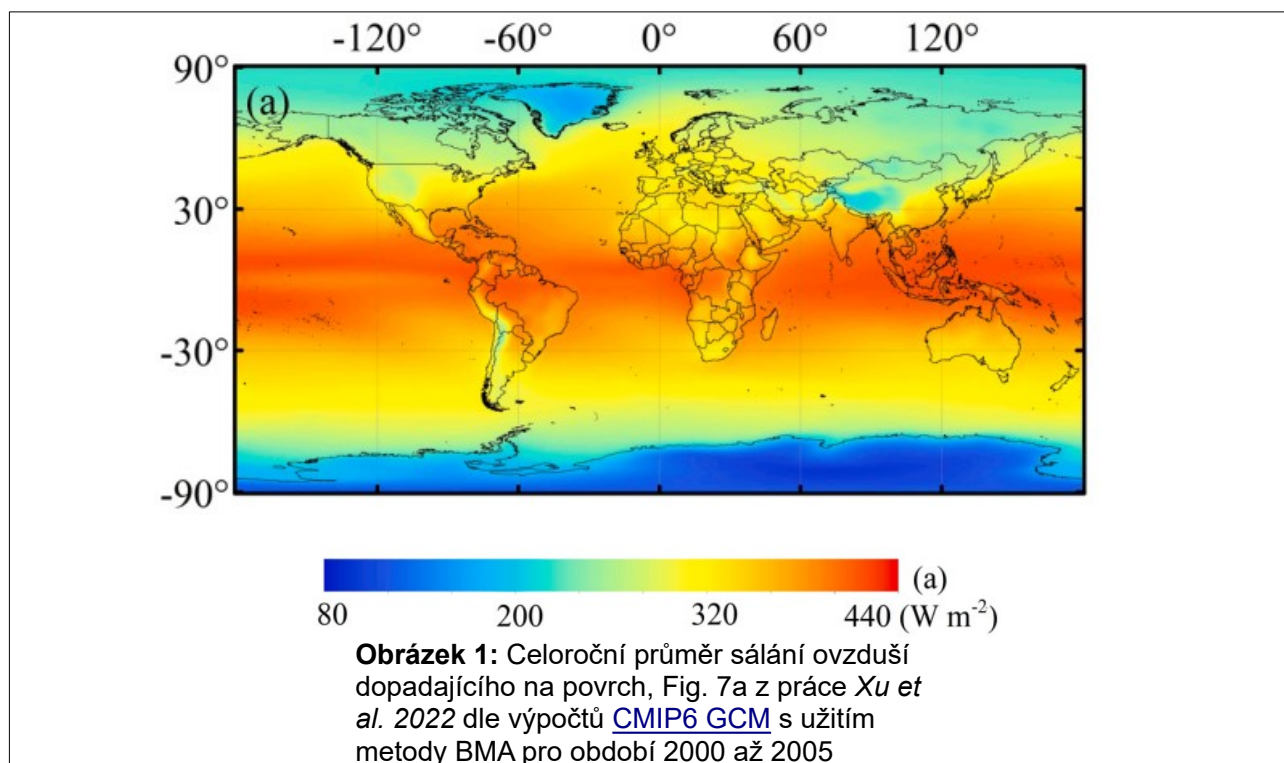 -120° -60° 0° 60° 120°
90°
(a)
30°
-30°
-90°
(a)
80 200 320 440 (W m-2)
Obrázek 1: Celoroční průměr sálání ovzduší
dopadajícího na povrch, Fig. 7a z práce Xu et
al. 2022 dle výpočtů CMIP6 GCM s užitím
metody BMA pro období 2000 až 2005